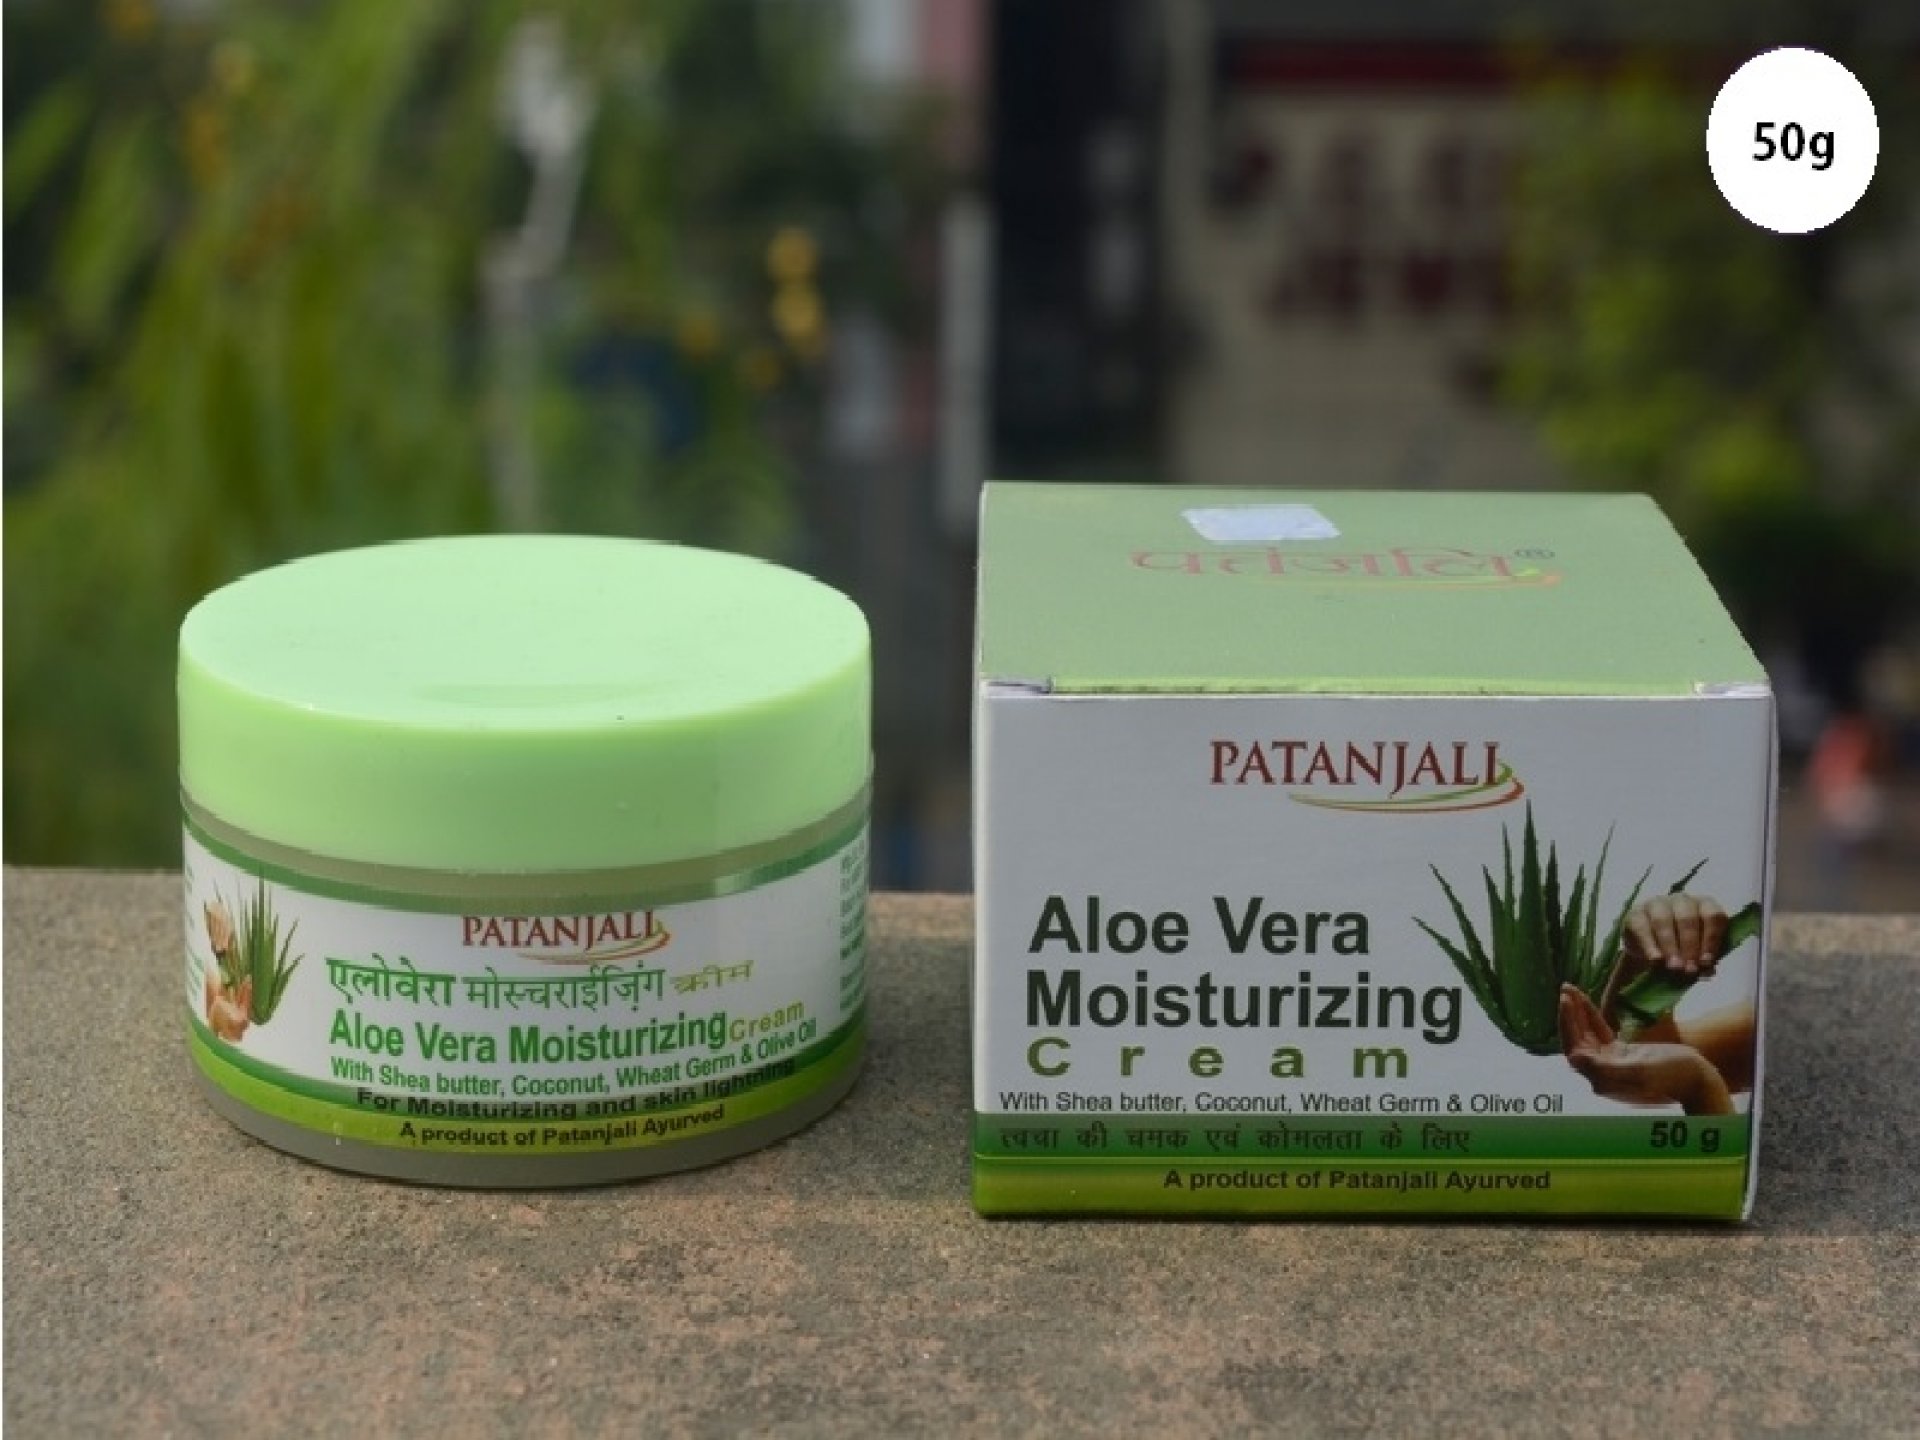 50g
PATANJALI
एलोवेरा मोस्चराईज़िंग क्रीम
Aloe Vera Moisturizing Cream
With Shea butter, Coconut, Wheat Germ & Olive Oil
For Moisturizing and skin lightning
A product of Patanjali Ayurved
पतंजलि®
PATANJALI
Aloe Vera
Moisturizing
Cream
With Shea butter, Coconut, Wheat Germ & Olive Oil
त्वचा की चमक एवं कोमलता के लिए 50 g
A product of Patanjali Ayurved